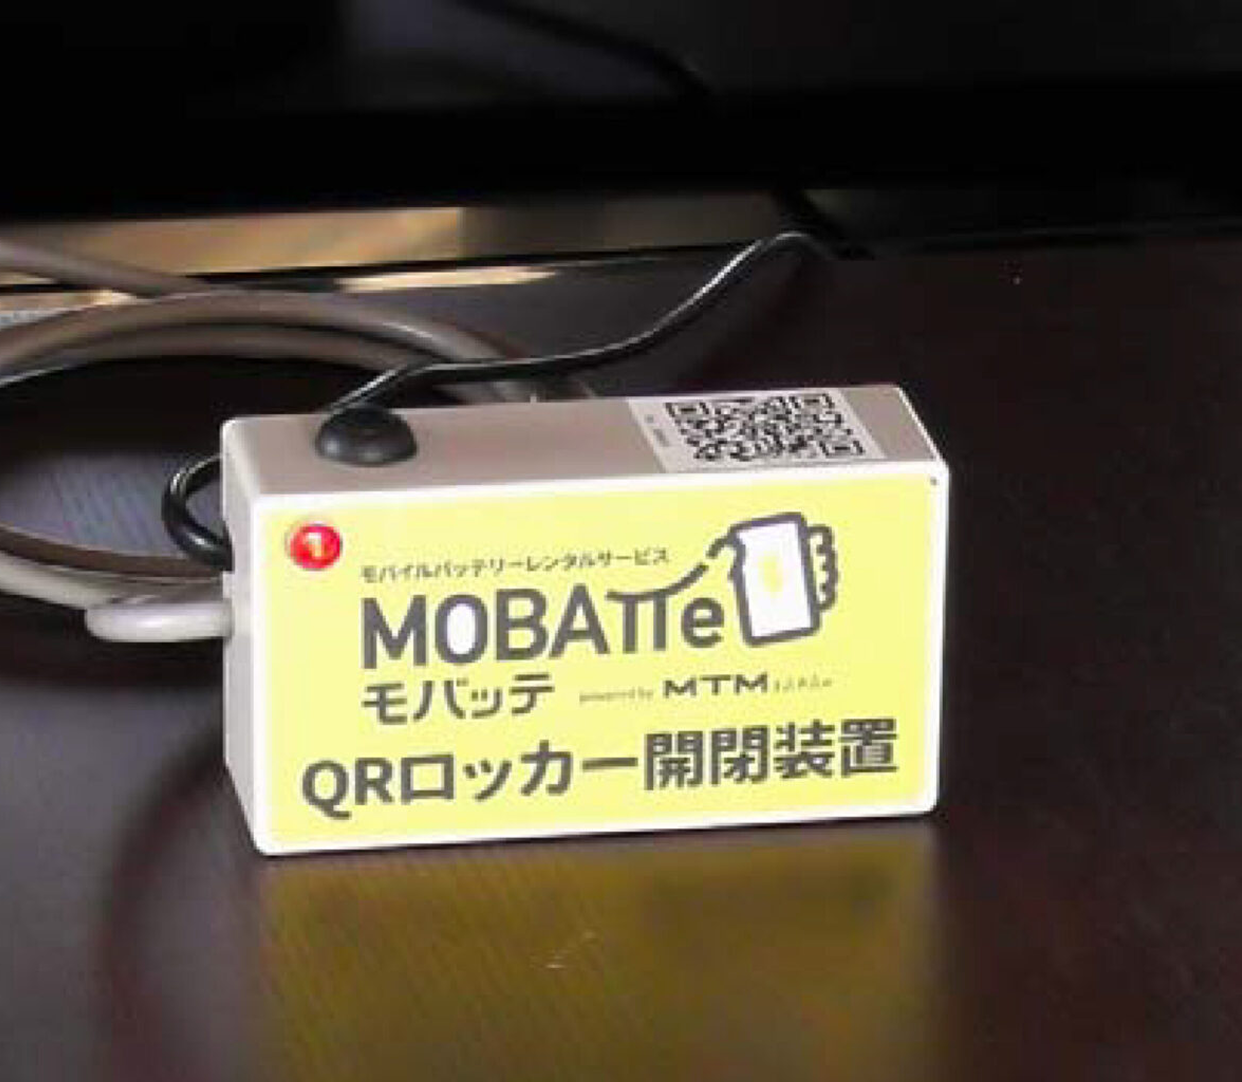 1
モバイルバッテリーレンタルサービス
MOBATTe
モバッテ powered by MTM
QRロッカー開閉装置